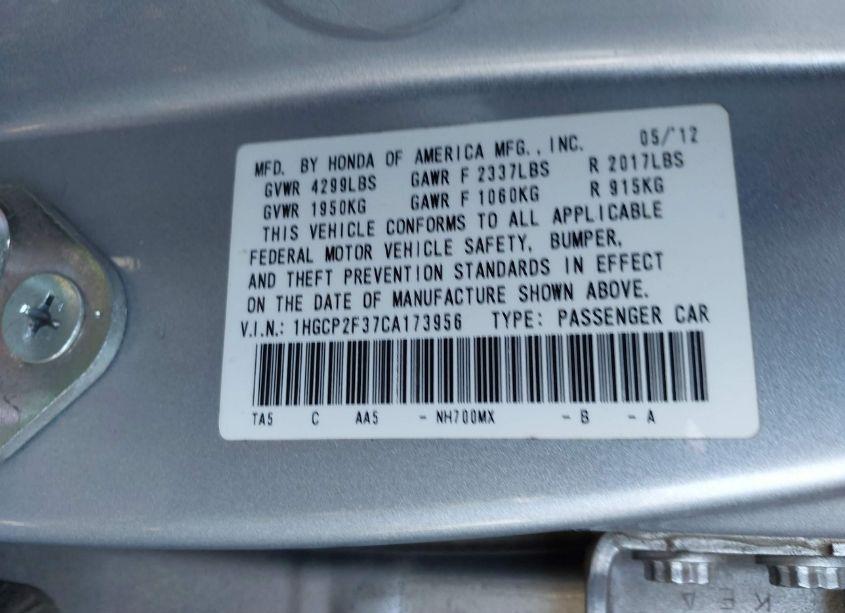 MFD. BY HONDA OF AMERICA MFG., INC. 05/'12
GVWR 4299LBS GAWR F 2337LBS R 2017LBS
GVWR 1950KG GAWR F 1060KG R 915KG
THIS VEHICLE CONFORMS TO ALL APPLICABLE
FEDERAL MOTOR VEHICLE SAFETY, BUMPER,
AND THEFT PREVENTION STANDARDS IN EFFECT
ON THE DATE OF MANUFACTURE SHOWN ABOVE.
V.I.N.: 1HGCP2F37CA173956 TYPE: PASSENGER CAR
TA5 C AA5 - NH700MX - B - A